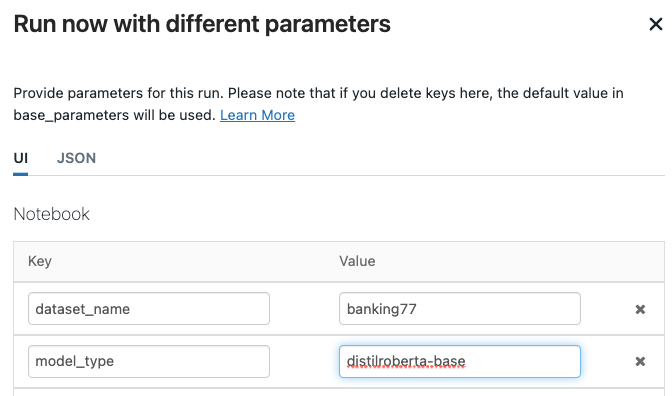 Run now with different parameters
Provide parameters for this run. Please note that if you delete keys here, the default value in
base_parameters will be used. Learn More
UI JSON
Notebook
Key Value
dataset_name banking77
model_type distilroberta-base